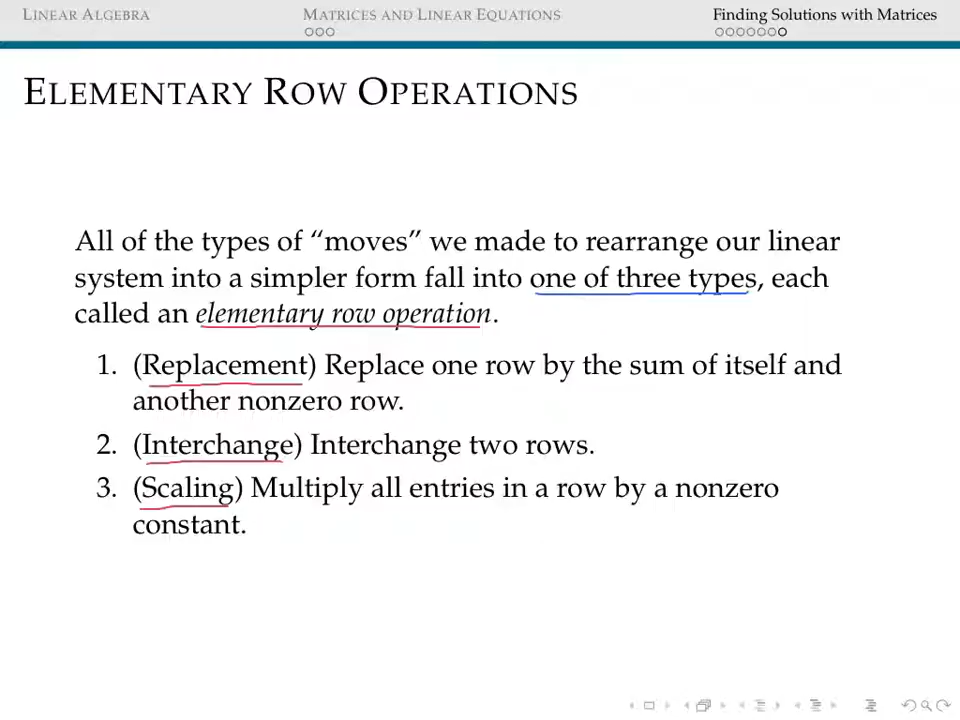 LINEAR ALGEBRA
MATRICES AND LINEAR EQUATIONS
Finding Solutions with Matrices
ELEMENTARY ROW OPERATIONS
All of the types of “moves” we made to rearrange our linear
system into a simpler form fall into one of three types, each
called an elementary row operation.
1. (Replacement) Replace one row by the sum of itself and
another nonzero row.
2. (Interchange) Interchange two rows.
3. (Scaling) Multiply all entries in a row by a nonzero
constant.